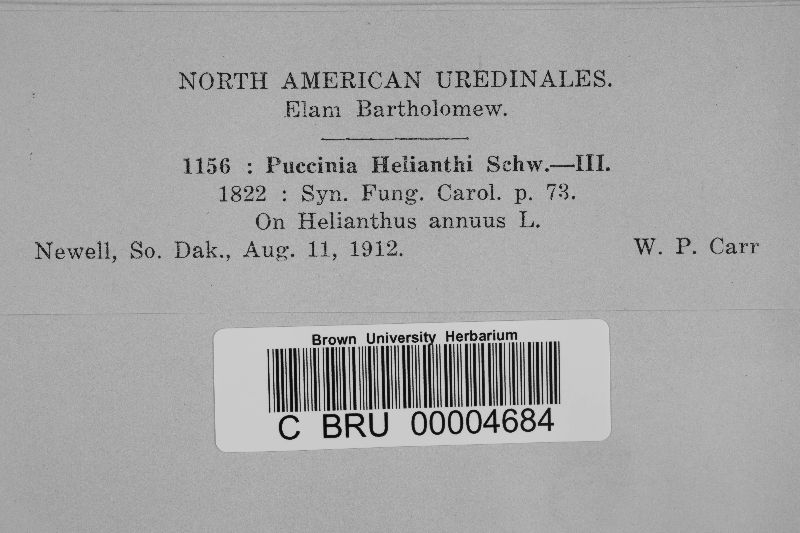 NORTH AMERICAN UREDINALES.
Elam Bartholomew.
1156 : Puccinia Helianthi Schw.—III.
1822 : Syn. Fung. Carol. p. 73.
On Helianthus annuus L.
Newell, So. Dak., Aug. 11, 1912. W. P. Carr
Brown University Herbarium
C BRU 00004684